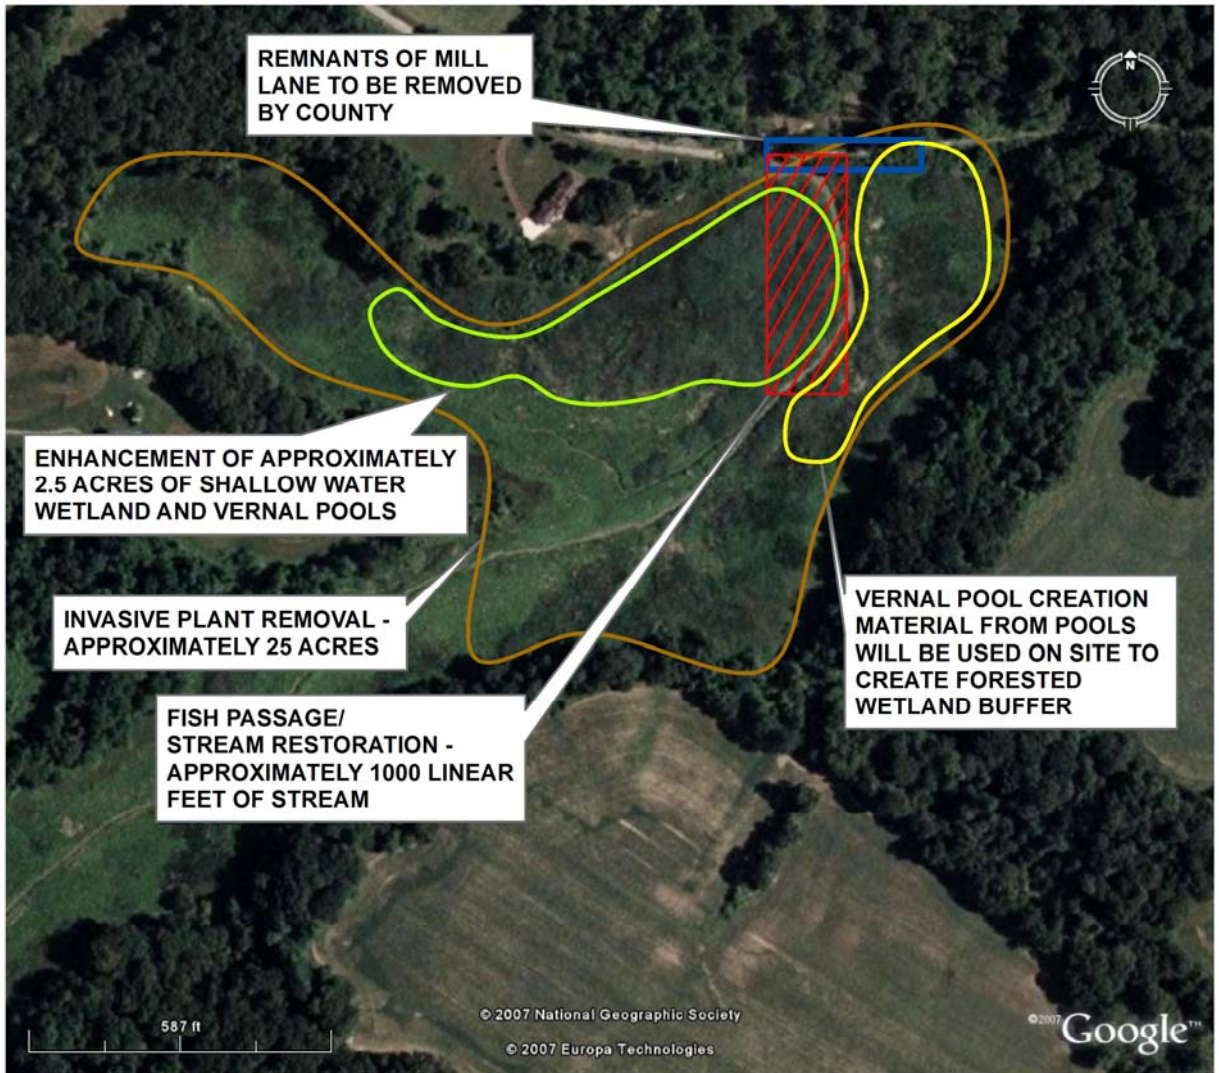 REMNANTS OF MILL
LANE TO BE REMOVED
BY COUNTY
N
ENHANCEMENT OF APPROXIMATELY
2.5 ACRES OF SHALLOW WATER
WETLAND AND VERNAL POOLS
INVASIVE PLANT REMOVAL -
APPROXIMATELY 25 ACRES
VERNAL POOL CREATION
MATERIAL FROM POOLS
WILL BE USED ON SITE TO
CREATE FORESTED
WETLAND BUFFER
FISH PASSAGE/
STREAM RESTORATION -
APPROXIMATELY 1000 LINEAR
FEET OF STREAM
587 ft
© 2007 National Geographic Society
© 2007 Europa Technologies
©2007 Google™